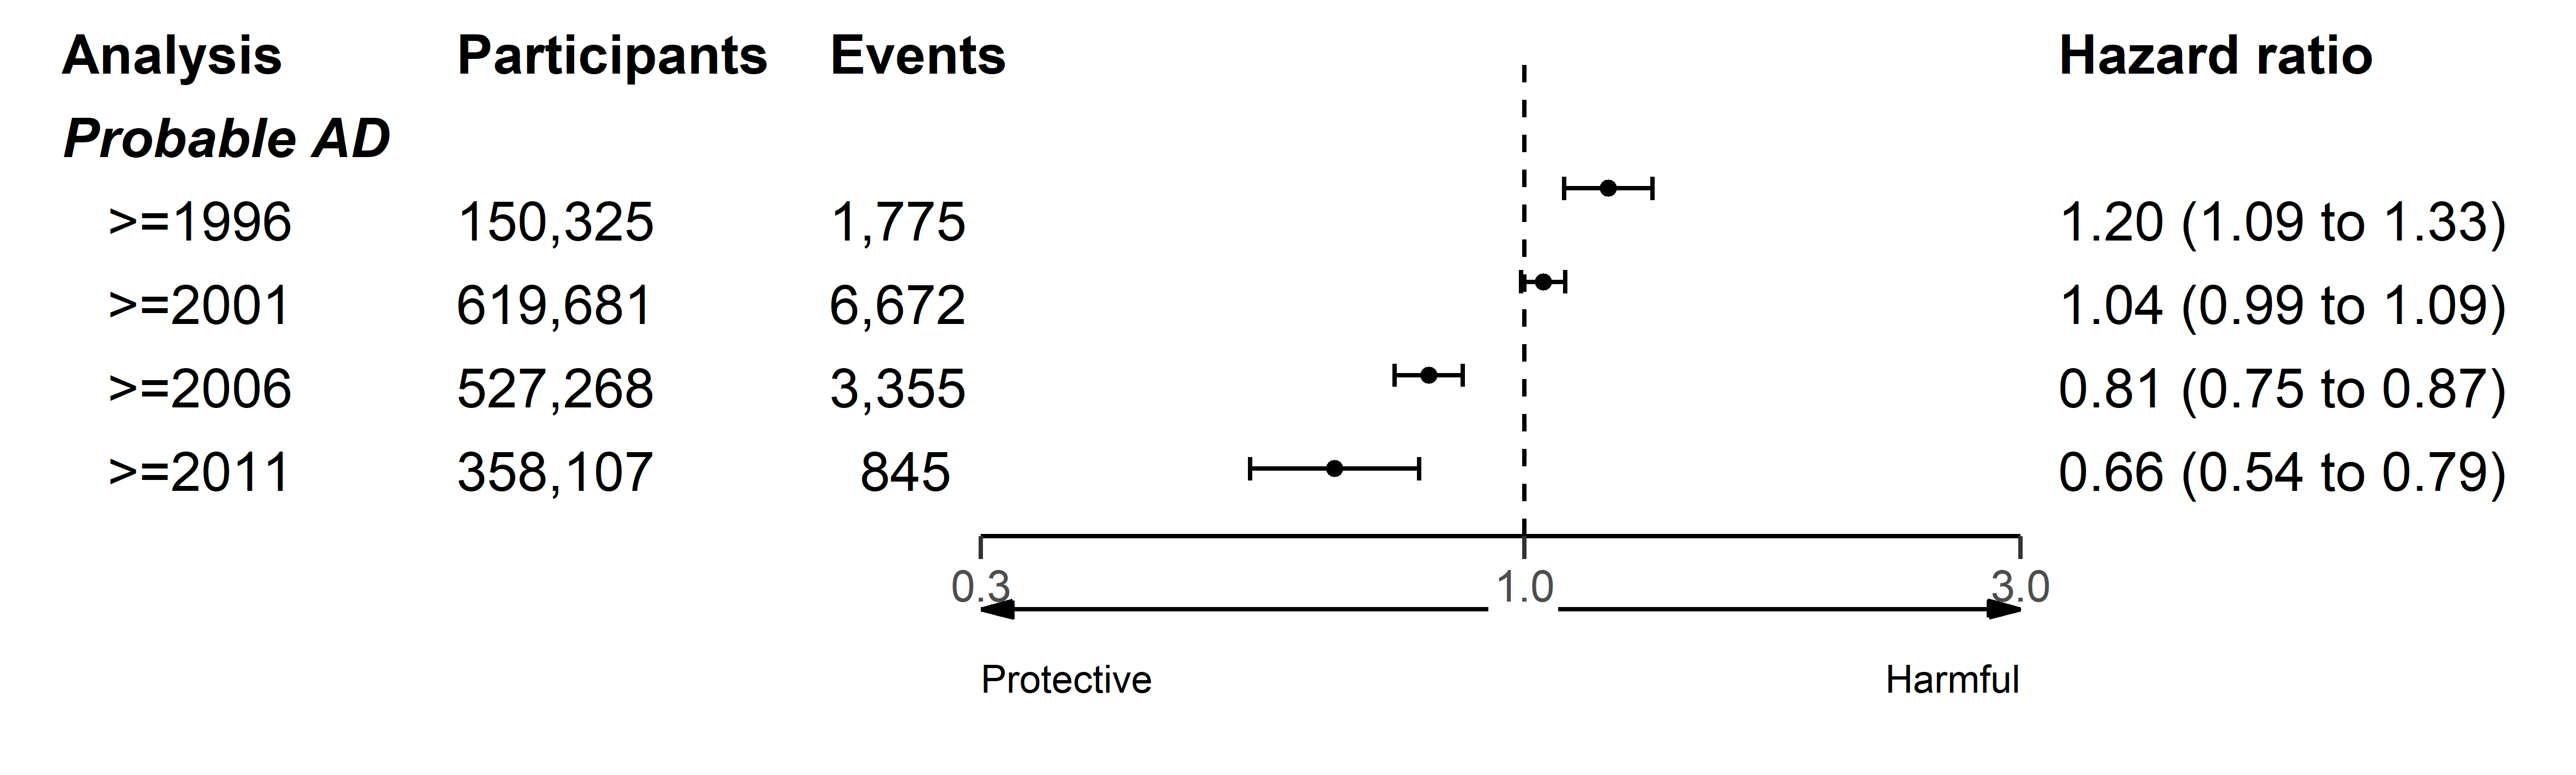 Analysis Participants Events Hazard ratio
Probable AD
>=1996 150,325 1,775 1.20 (1.09 to 1.33)
>=2001 619,681 6,672 1.04 (0.99 to 1.09)
>=2006 527,268 3,355 0.81 (0.75 to 0.87)
>=2011 358,107 845 0.66 (0.54 to 0.79)
0.3 1.0 3.0
Protective Harmful